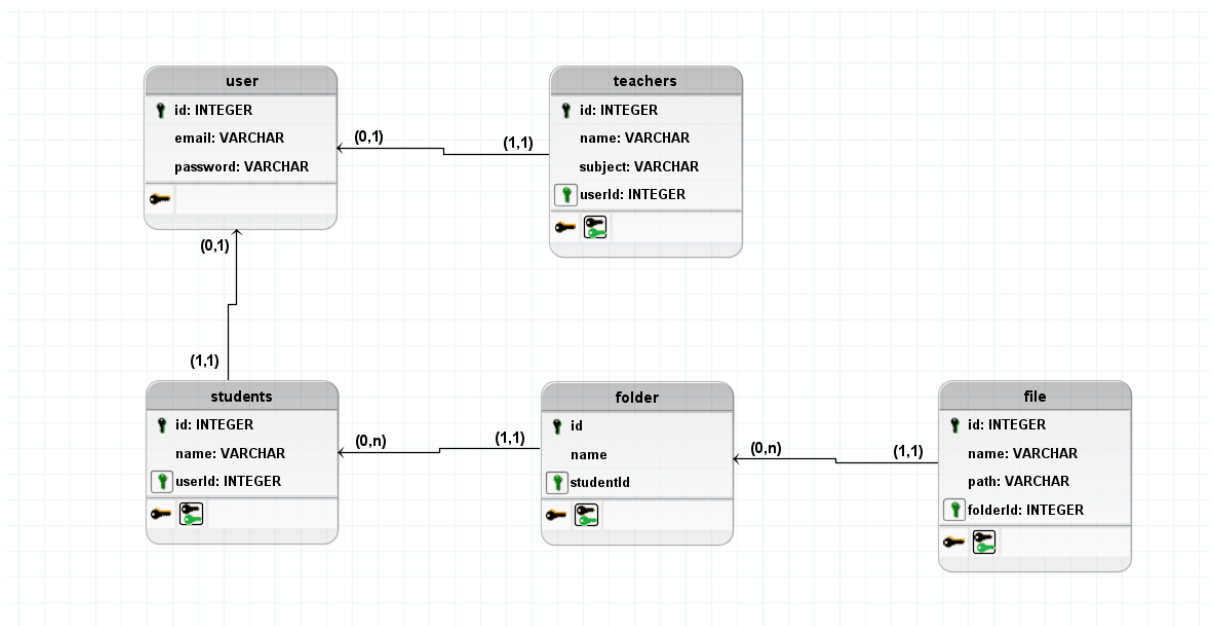 user
id: INTEGER
email: VARCHAR
password: VARCHAR
teachers
id: INTEGER
name: VARCHAR
subject: VARCHAR
userId: INTEGER
(0,1)
(1,1)
(0,1)
(1,1)
students
id: INTEGER
name: VARCHAR
userId: INTEGER
(0,n)
(1,1)
folder
id
name
studentId
(0,n)
(1,1)
file
id: INTEGER
name: VARCHAR
path: VARCHAR
folderId: INTEGER